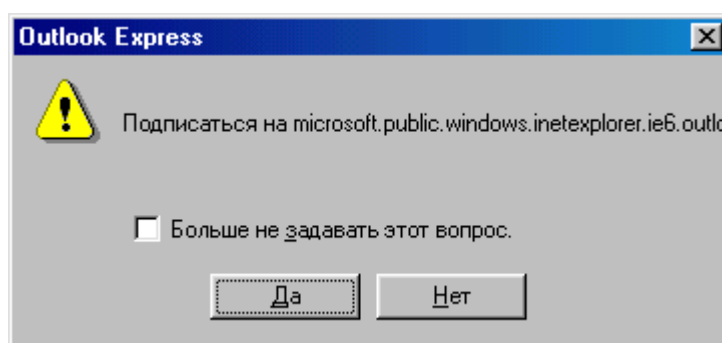 Outlook Express
Подписаться на microsoft.public.windows.inetexplorer.ie6.outlo
Больше не задавать этот вопрос.
Да Нет